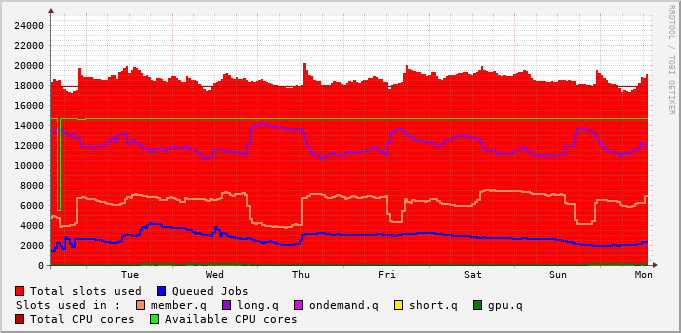 RRDTOOL / TOBI OETIKER
24000
22000
20000
18000
16000
14000
12000
10000
8000
6000
4000
2000
0
Tue Wed Thu Fri Sat Sun Mon
Total slots used Queued Jobs
Slots used in : member.q long.q ondemand.q short.q gpu.q
Total CPU cores Available CPU cores